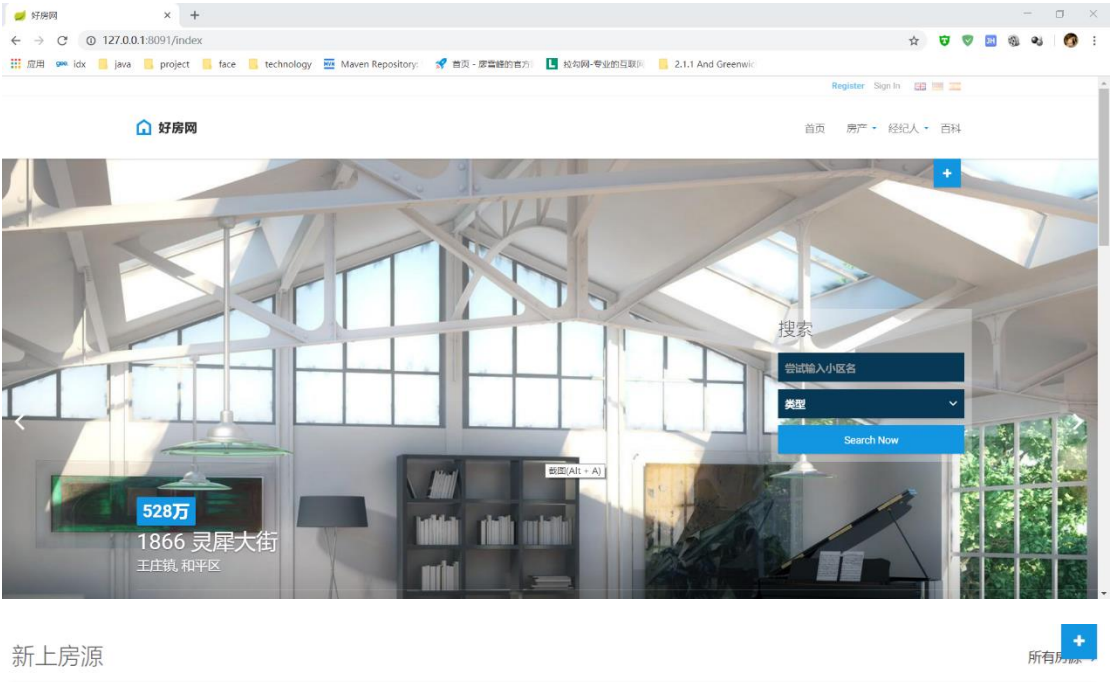 好房网
127.0.0.1:8091/index
应用 idx java project face technology Maven Repository: 首页 - 廖雪峰的官方 拉勾网-专业的互联网 2.1.1 And Greenwic
Register Sign In
好房网
首页 房产 经纪人 百科
搜索
尝试输入小区名
类型
Search Now
截图(Alt + A)
528万
1866 灵犀大街
王庄镇, 和平区
新上房源
所有房源